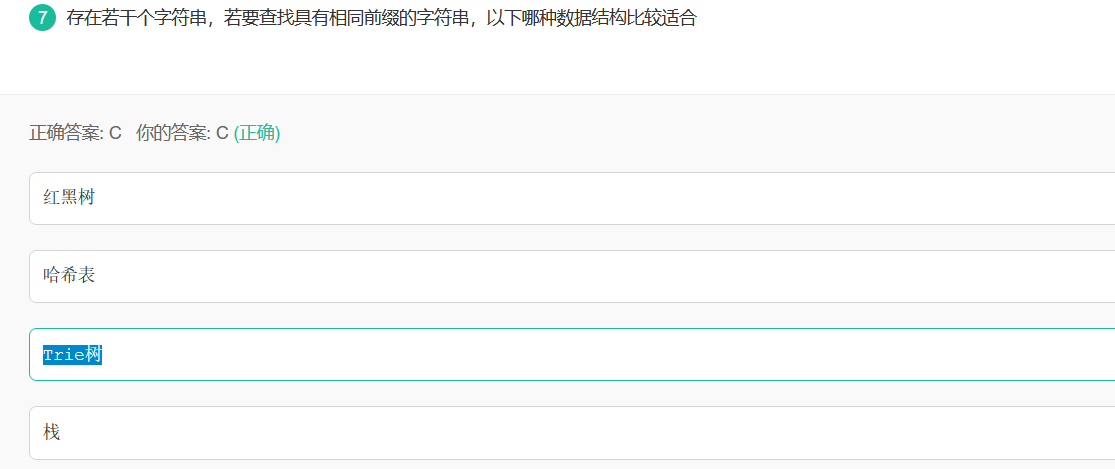 7 存在若干个字符串，若要查找具有相同前缀的字符串，以下哪种数据结构比较适合
正确答案: C 你的答案: C (正确)
红黑树
哈希表
Trie树
栈